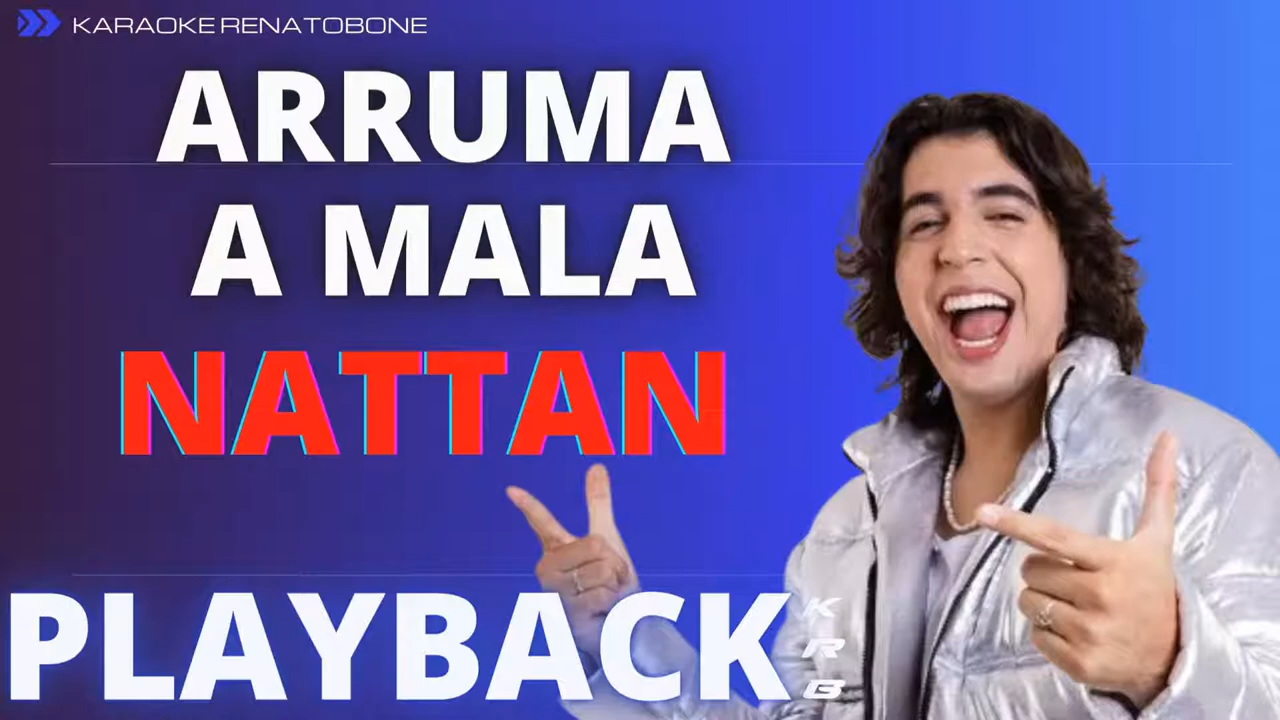 KARAOKE RENATOBONE
ARRUMA
A MALA
NATTAN
PLAYBACK
K
R
B